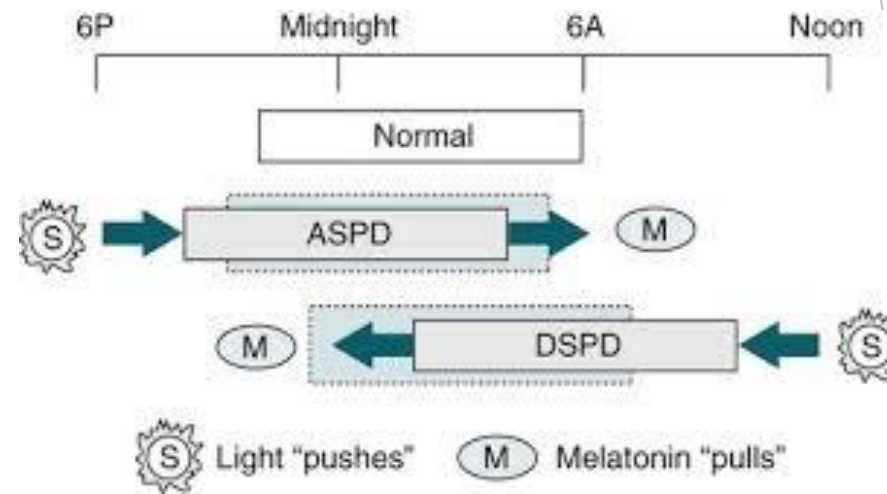 6P Midnight 6A Noon
Normal
S ASPD M
M DSPD S
S Light “pushes” M Melatonin “pulls”